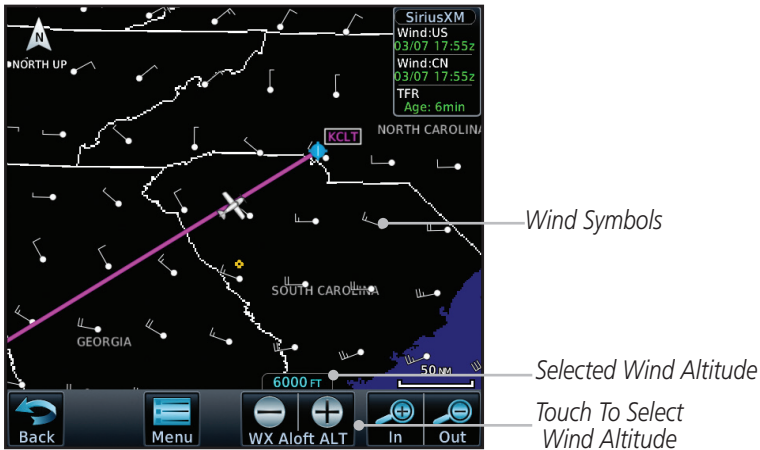 SiriusXM
Wind:US
03/07 17:55z
Wind:CN
03/07 17:55z
TFR
Age: 6min
N
NORTH UP
KCLT
NORTH CAROLIN
Wind Symbols
SOUTH CAROLINA
GEORGIA
6000 FT
50 NM
Selected Wind Altitude
Touch To Select
Wind Altitude
Back
Menu
WX Aloft ALT
In
Out